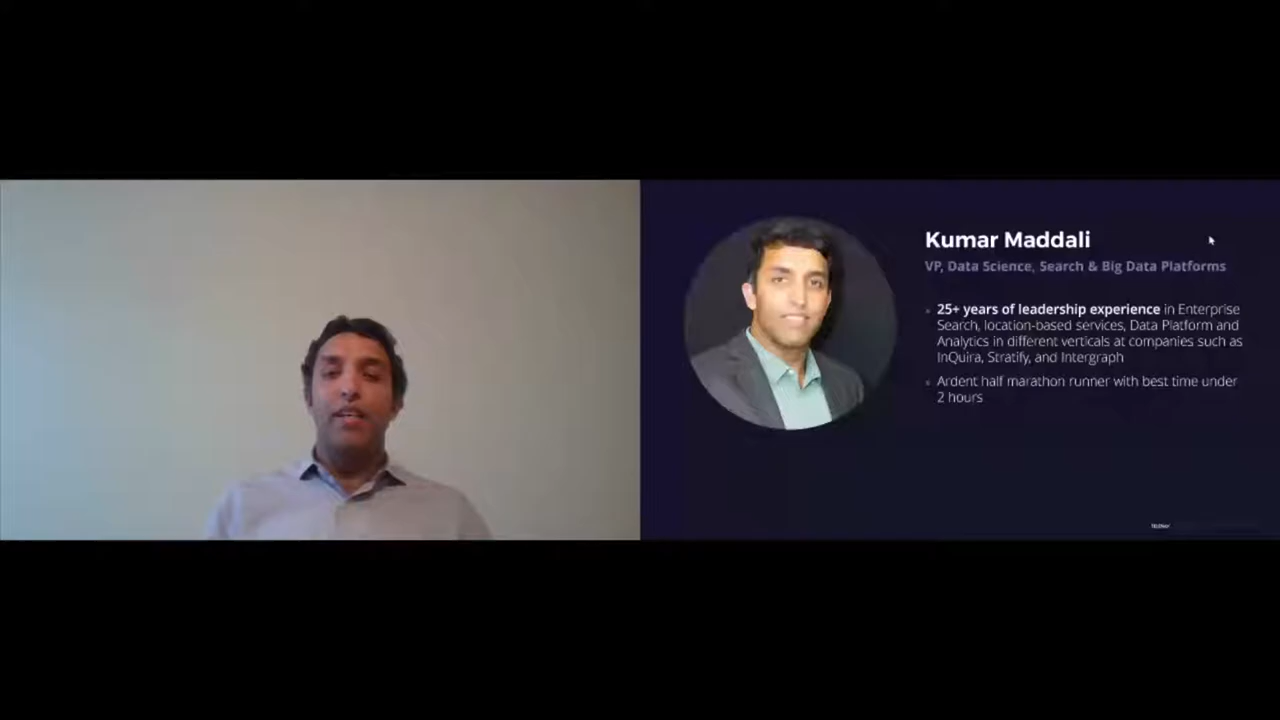 Kumar Maddali
VP, Data Science, Search & Big Data Platforms
25+ years of leadership experience in Enterprise
Search, location-based services, Data Platform and
Analytics in different verticals at companies such as
InQuira, Stratify, and Intergraph
Ardent half marathon runner with best time under
2 hours
TELENAV